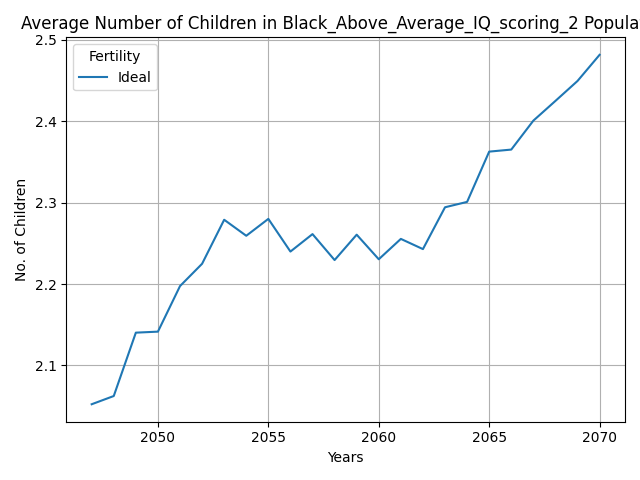 Average Number of Children in Black_Above_Average_IQ_scoring_2 Popula
2.5
Fertility
Ideal
2.4
2.3
2.2
2.1
No. of Children
2050 2055 2060 2065 2070
Years